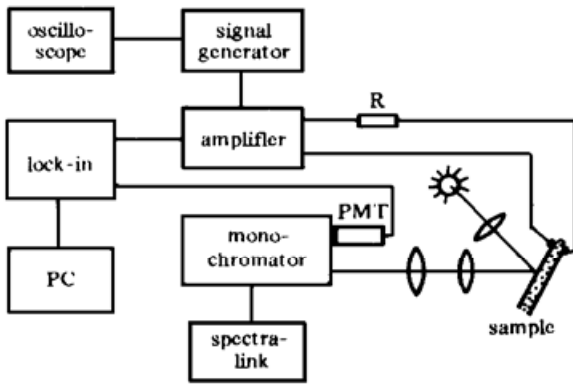 oscillo-
scope
signal
generator
R
amplifler
lock-in
PMT
mono-
chromator
PC
spectra-
link
sample